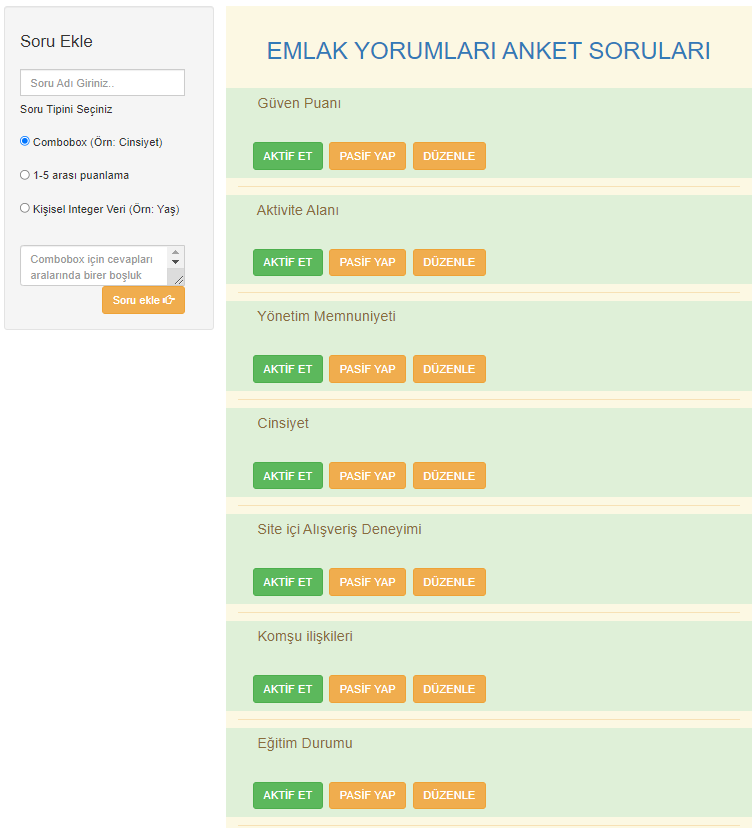 Soru Ekle
Soru Adı Giriniz..
Soru Tipini Seçiniz
Combobox (Örn: Cinsiyet)
1-5 arası puanlama
Kişisel Integer Veri (Örn: Yaş)
Combobox için cevapları
aralarında birer boşluk
Soru ekle
EMLAK YORUMLARI ANKET SORULARI
Güven Puanı
AKTİF ET PASİF YAP DÜZENLE
Aktivite Alanı
AKTİF ET PASİF YAP DÜZENLE
Yönetim Memnuniyeti
AKTİF ET PASİF YAP DÜZENLE
Cinsiyet
AKTİF ET PASİF YAP DÜZENLE
Site içi Alışveriş Deneyimi
AKTİF ET PASİF YAP DÜZENLE
Komşu ilişkileri
AKTİF ET PASİF YAP DÜZENLE
Eğitim Durumu
AKTİF ET PASİF YAP DÜZENLE